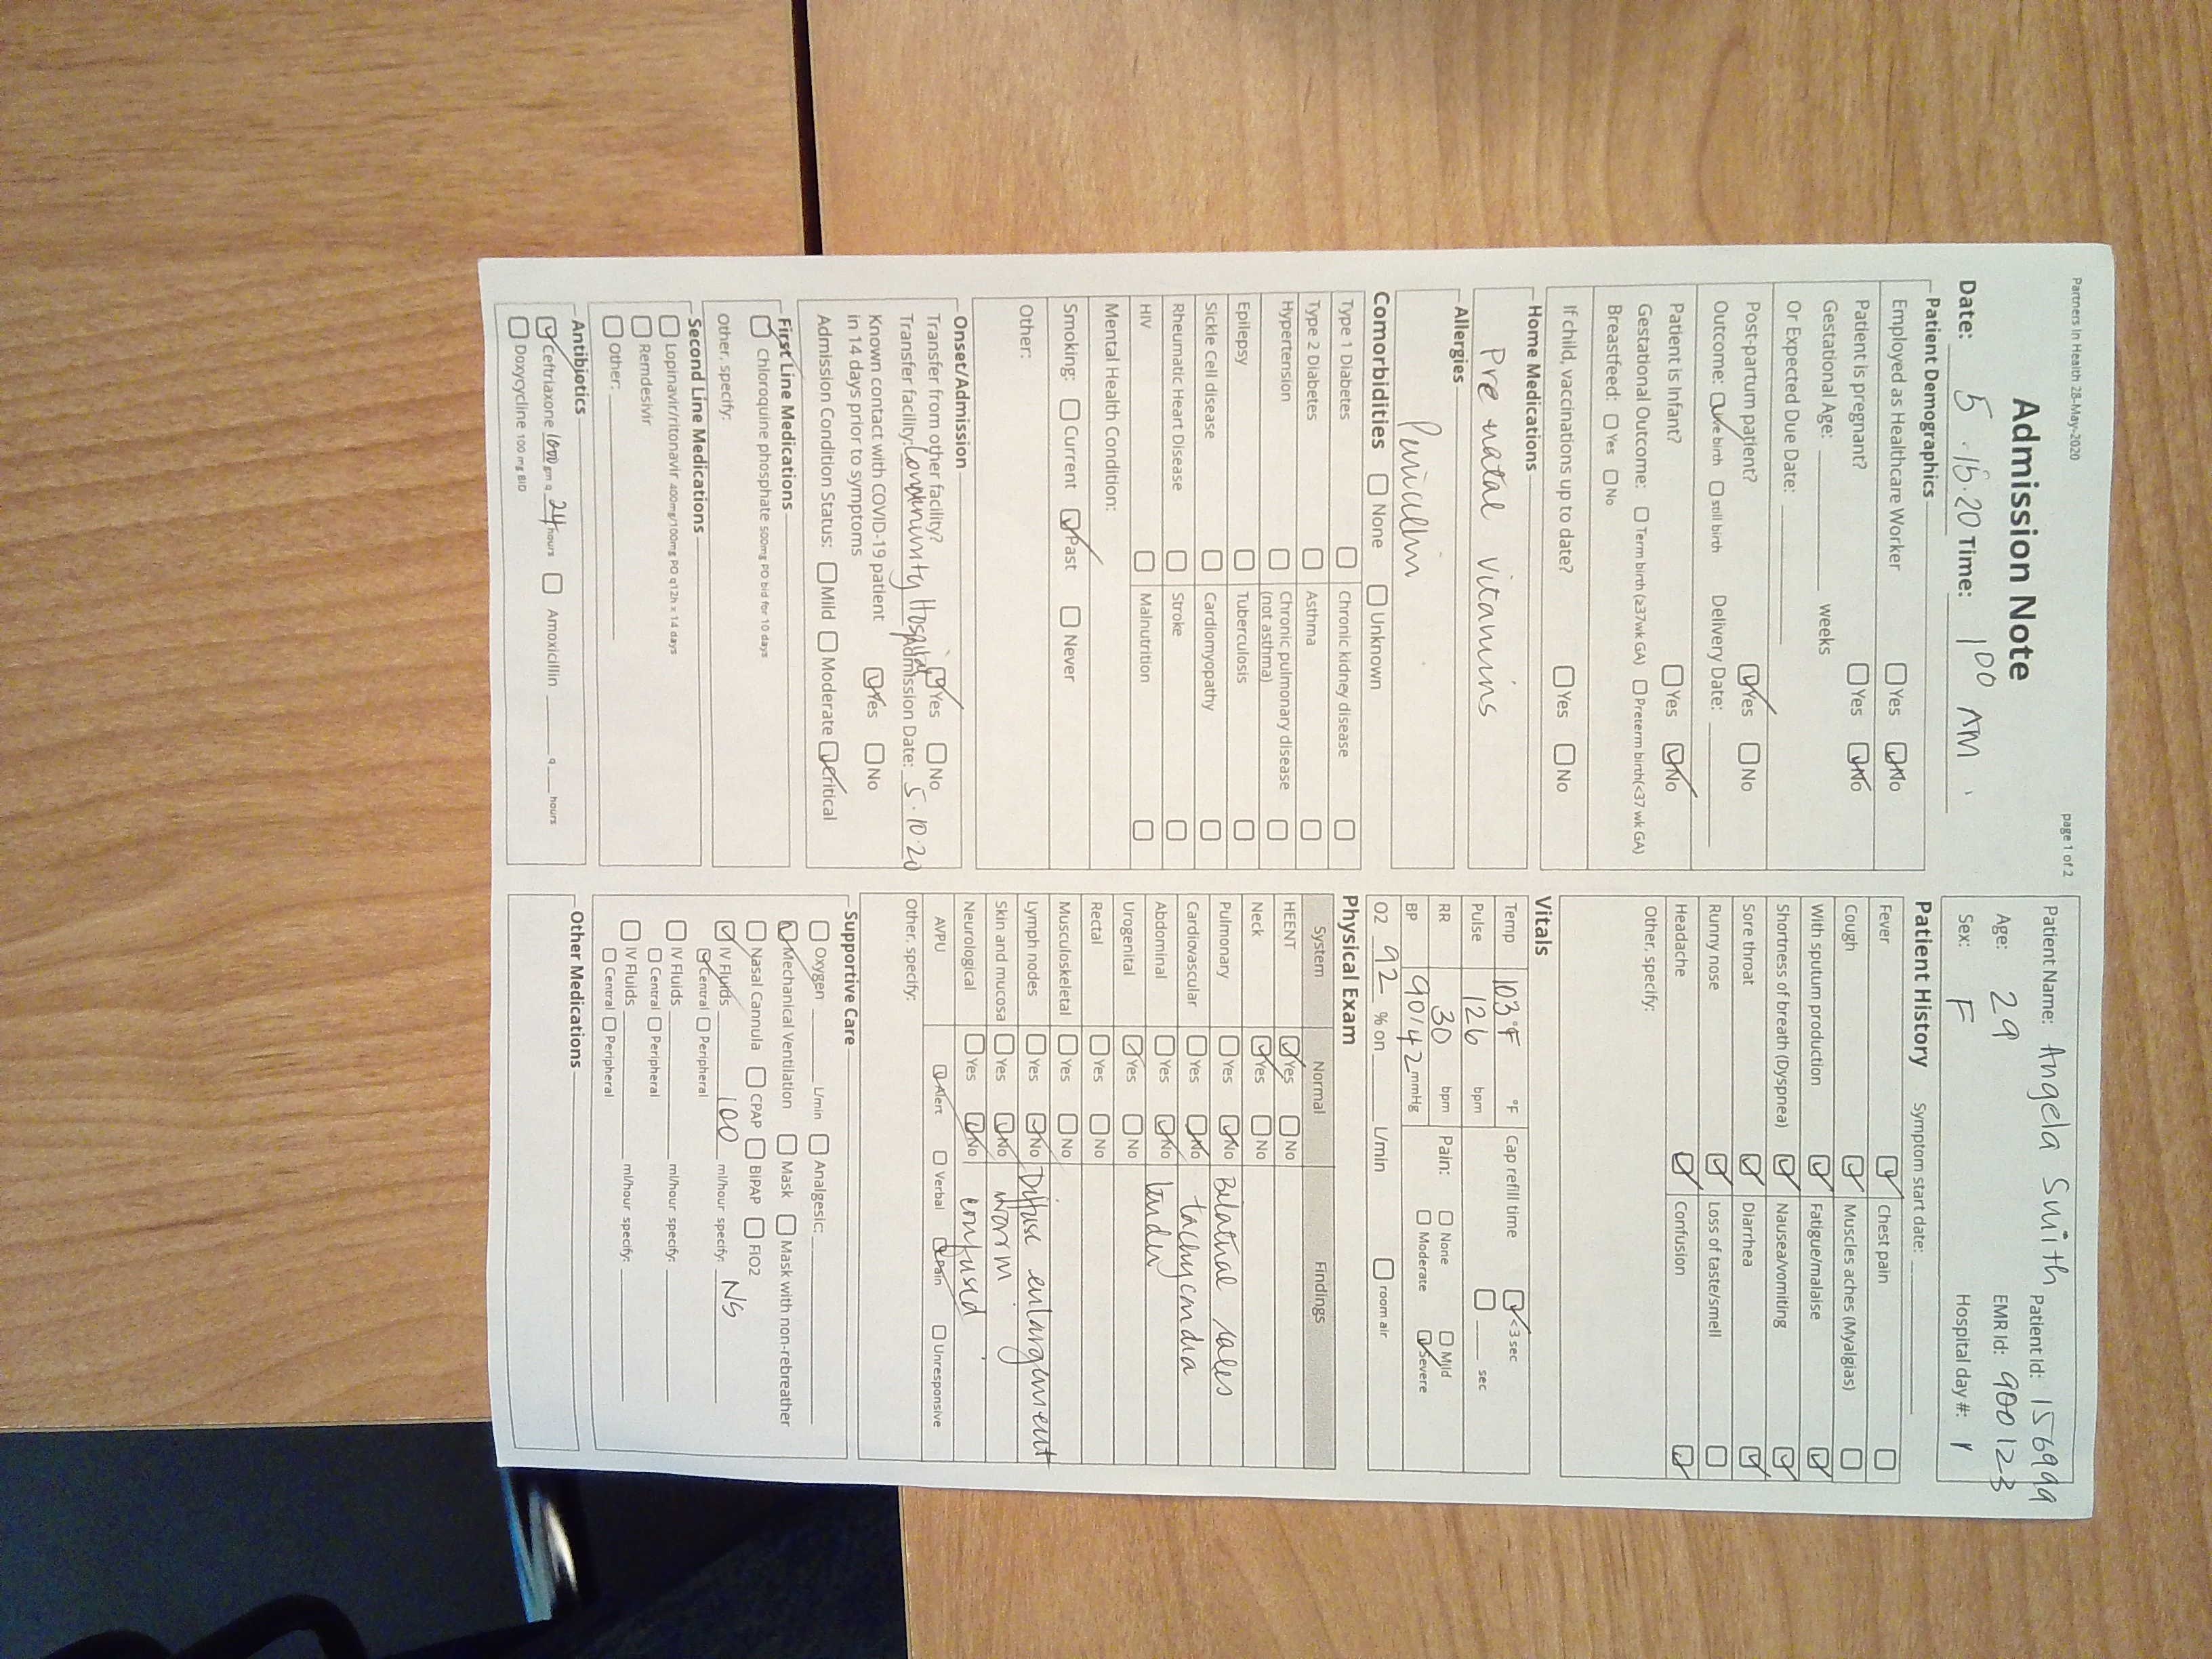 Partners In Health 28-May-2020
page 1 of 2
Admission Note
Date: 5.16.20 Time: 1 00 AM
Patient Demographics
Employed as Healthcare Worker Yes No
Patient is pregnant? Yes No
Gestational Age: weeks
Or Expected Due Date:
Post-partum patient? Yes No
Outcome: Live birth still birth Delivery Date:
Patient is Infant? Yes No
Gestational Outcome: Term birth (≥37wk GA) Preterm birth(<37 wk GA)
Breastfeed: Yes No
If child, vaccinations up to date? Yes No
Home Medications
Pre natal Vitamins
Allergies
Penicillin
Comorbidities None Unknown
Type 1 Diabetes Chronic kidney disease
Type 2 Diabetes Asthma
Hypertension Chronic pulmonary disease (not asthma)
Epilepsy Tuberculosis
Sickle Cell disease Cardiomyopathy
Rheumatic Heart Disease Stroke
HIV Malnutrition
Mental Health Condition:
Smoking: Current Past Never
Other:
Onset/Admission
Transfer from other facility? Yes No
Transfer facility: Community Hospital Admission Date: 5.10.20
Known contact with COVID-19 patient
in 14 days prior to symptoms Yes No
Admission Condition Status: Mild Moderate Critical
First Line Medications
Chloroquine phosphate 500mg PO bid for 10 days
Other, specify:
Second Line Medications
Lopinavir/ritonavir 400mg/100mg PO q12h x 14 days
Remdesivir
Other:
Antibiotics
Ceftriaxone 1000 gm q 24 hours Amoxicillin q hours
Doxycycline 100 mg BID
Patient Name: Angela Smith Patient Id: 156999
Age: 29 EMR Id: 900123
Sex: F Hospital day #: 1
Patient History Symptom start date:
Fever Chest pain
Cough Muscles aches (Myalgias)
With sputum production Fatigue/malaise
Shortness of breath (Dyspnea) Nausea/vomiting
Sore throat Diarrhea
Runny nose Loss of taste/smell
Headache Confusion
Other, specify:
Vitals
Temp 103°F °F Cap refill time <3 sec
Pulse 126 bpm sec
RR 30 bpm Pain: None Mild
BP 90/42 mmHg Moderate Severe
O2 92 % on L/min room air
Physical Exam
System Normal Findings
HEENT Yes No
Neck Yes No
Pulmonary Yes No Bilatural rales
Cardiovascular Yes No tachycardia
Abdominal Yes No tender
Urogenital Yes No
Rectal Yes No
Musculoskeletal Yes No
Lymph nodes Yes No Diffuse enlargement
Skin and mucosa Yes No warm
Neurological Yes No confused
AVPU Alert Verbal Pain Unresponsive
Other, specify:
Supportive Care
Oxygen L/min Analgesic:
Mechanical Ventilation Mask Mask with non-rebreather
Nasal Cannula CPAP BIPAP FIO2
IV Fluids 100 ml/hour specify: NS
Central Peripheral
IV Fluids ml/hour specify:
Central Peripheral
IV Fluids ml/hour specify:
Central Peripheral
Other Medications